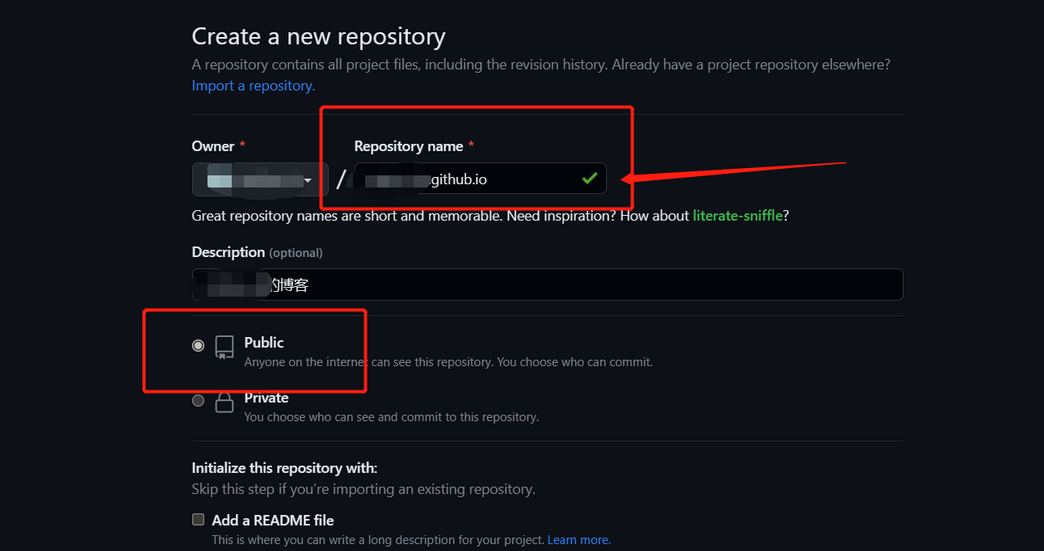 Create a new repository
A repository contains all project files, including the revision history. Already have a project repository elsewhere?
Import a repository.
Owner *
Repository name *
/
.github.io
Great repository names are short and memorable. Need inspiration? How about literate-sniffle?
Description (optional)
的博客
Public
Anyone on the internet can see this repository. You choose who can commit.
Private
You choose who can see and commit to this repository.
Initialize this repository with:
Skip this step if you're importing an existing repository.
Add a README file
This is where you can write a long description for your project. Learn more.